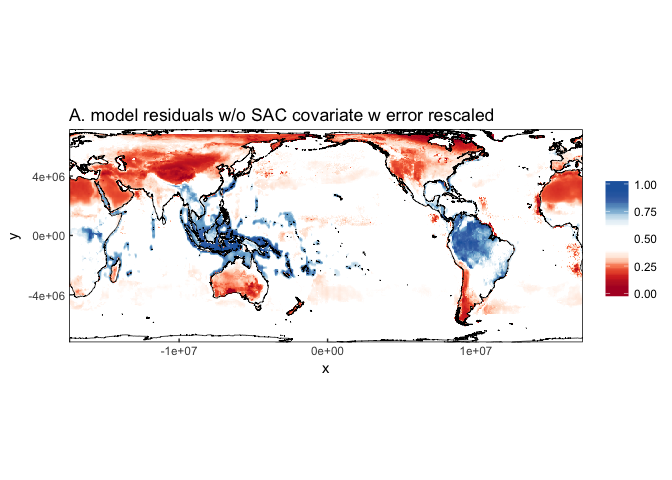 A. model residuals w/o SAC covariate w error rescaled
4e+06
0e+00
-4e+06
y
-1e+07
0e+00
1e+07
x
1.00
0.75
0.50
0.25
0.00